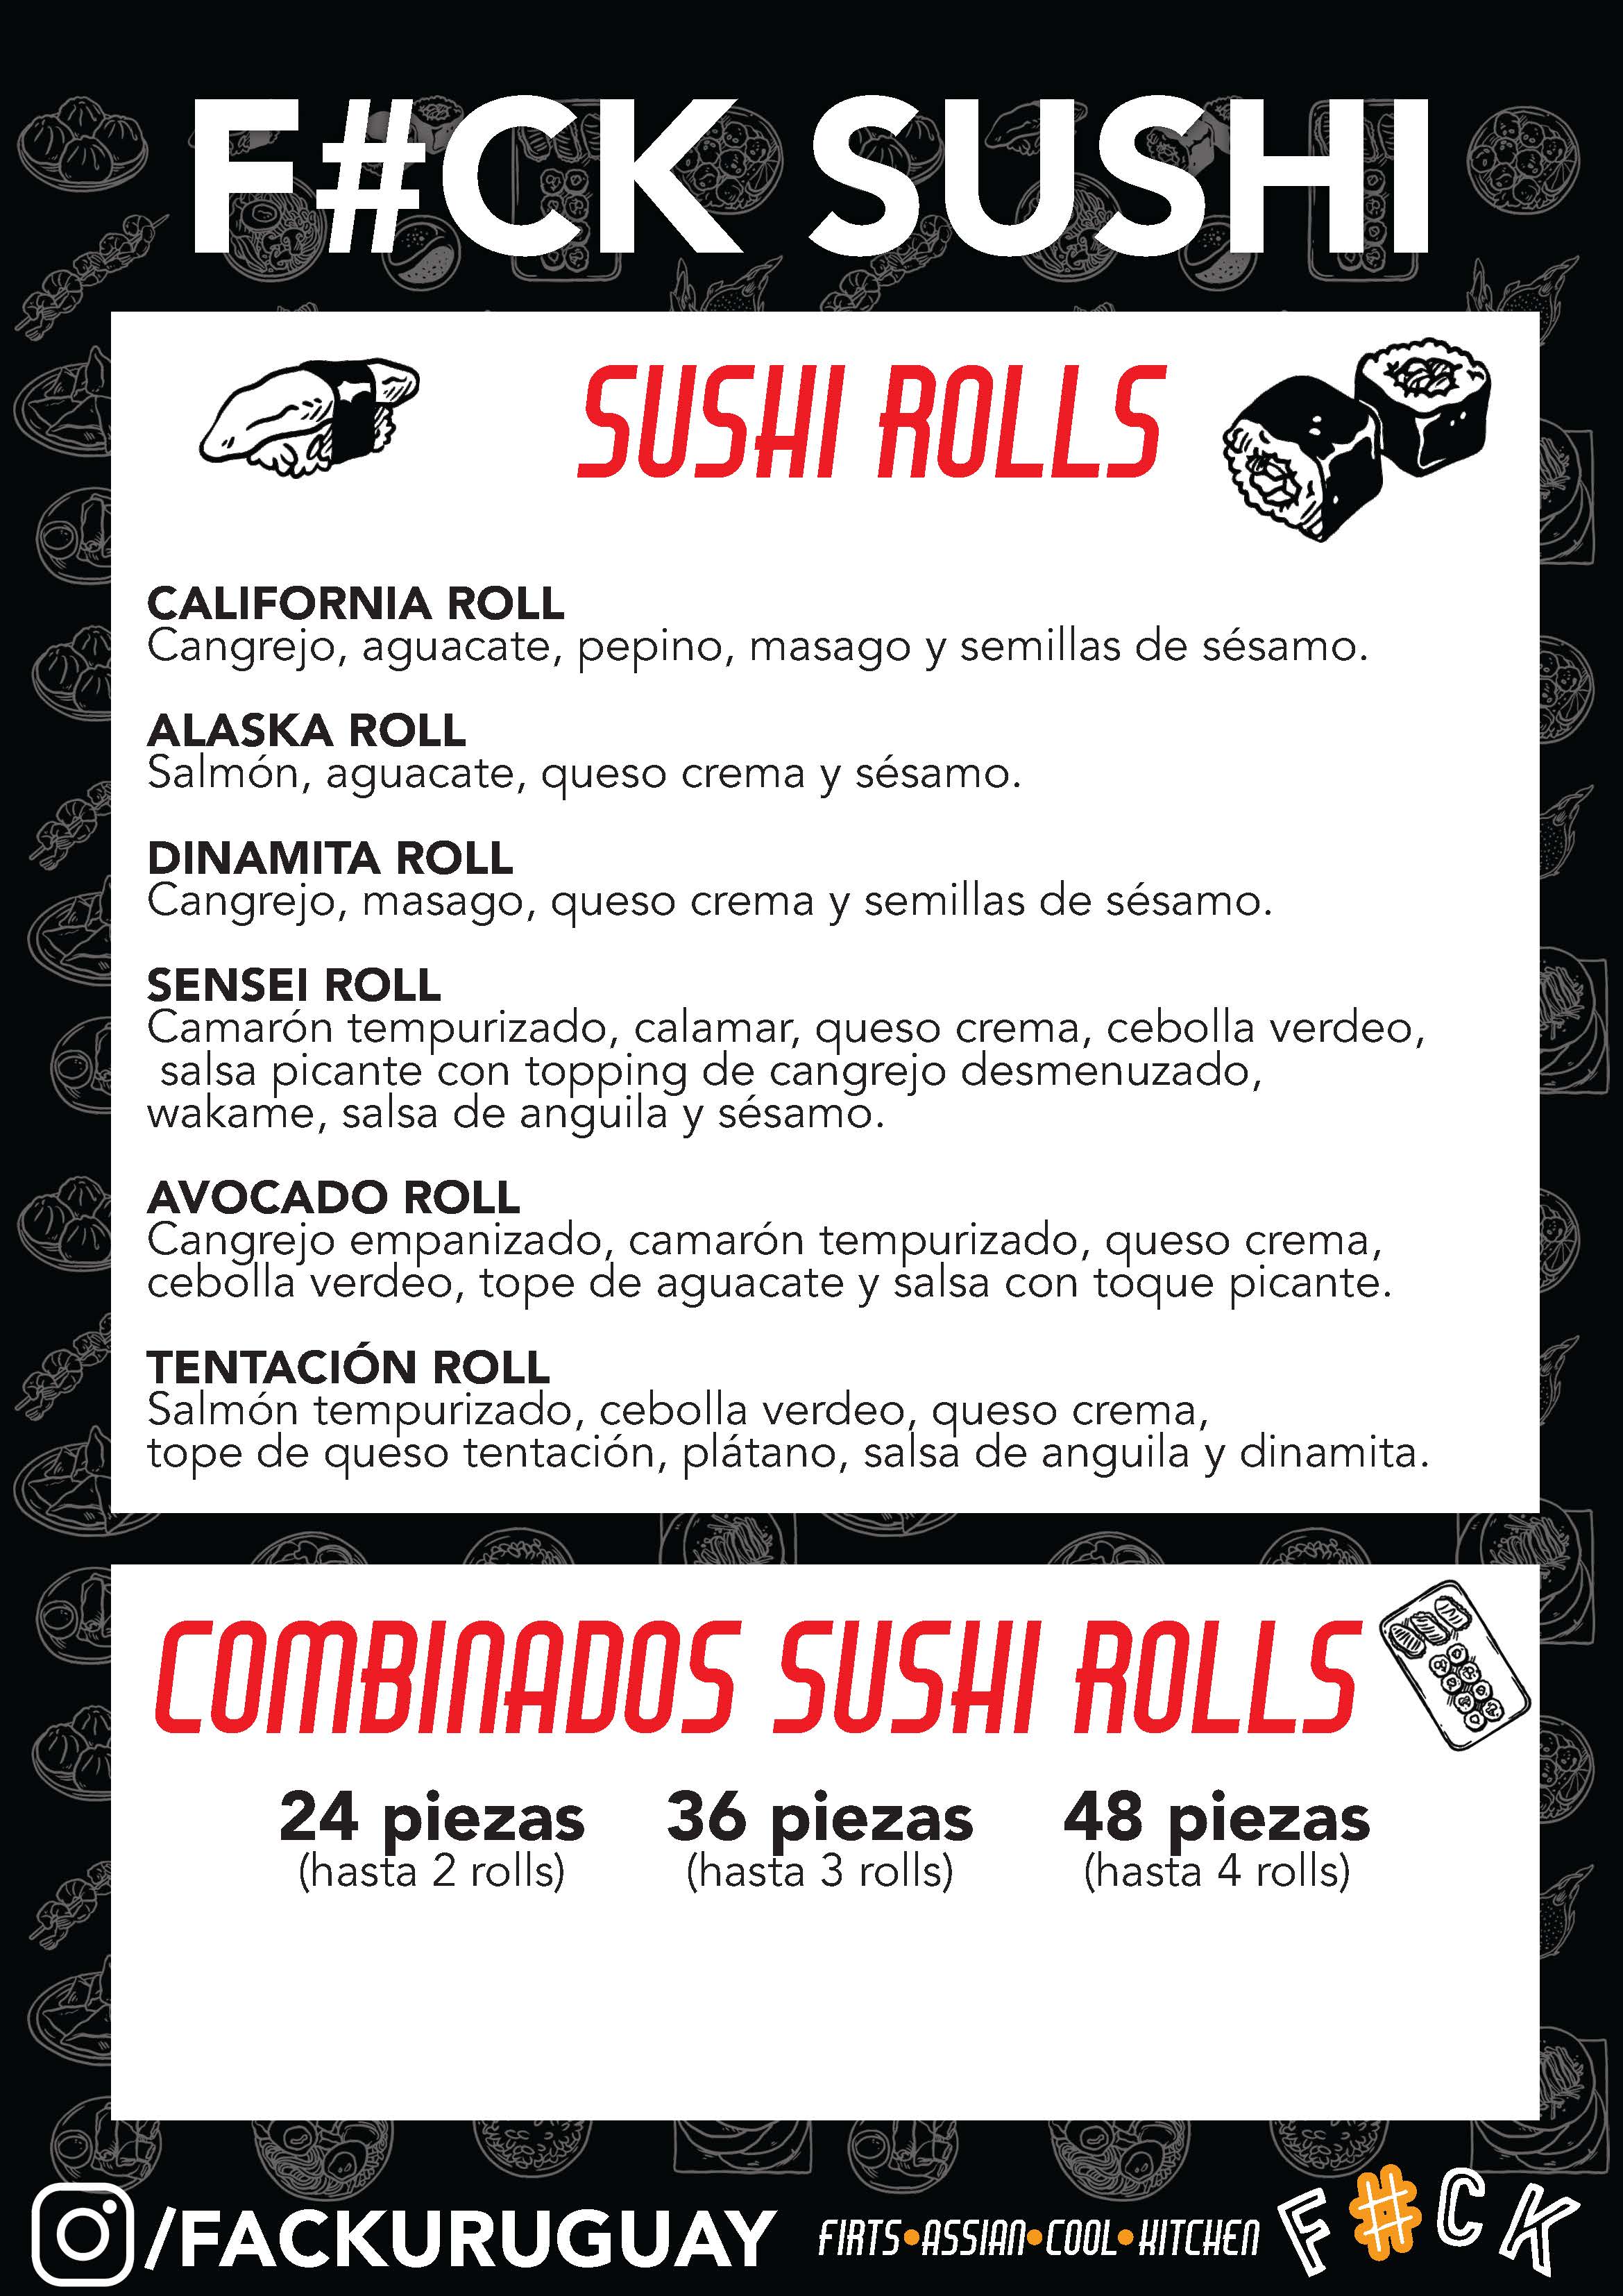 F#CK SUSHI
SUSHI ROLLS
CALIFORNIA ROLL
Cangrejo, aguacate, pepino, masago y semillas de sésamo.
ALASKA ROLL
Salmón, aguacate, queso crema y sésamo.
DINAMITA ROLL
Cangrejo, masago, queso crema y semillas de sésamo.
SENSEI ROLL
Camarón tempurizado, calamar, queso crema, cebolla verdeo,
salsa picante con topping de cangrejo desmenuzado,
wakame, salsa de anguila y sésamo.
AVOCADO ROLL
Cangrejo empanizado, camarón tempurizado, queso crema,
cebolla verdeo, tope de aguacate y salsa con toque picante.
TENTACIÓN ROLL
Salmón tempurizado, cebolla verdeo, queso crema,
tope de queso tentación, plátano, salsa de anguila y dinamita.
COMBINADOS SUSHI ROLLS
24 piezas 36 piezas 48 piezas
(hasta 2 rolls) (hasta 3 rolls) (hasta 4 rolls)
/FACKURUGUAY FIRTS•ASSIAN•COOL•KITCHEN F#CK